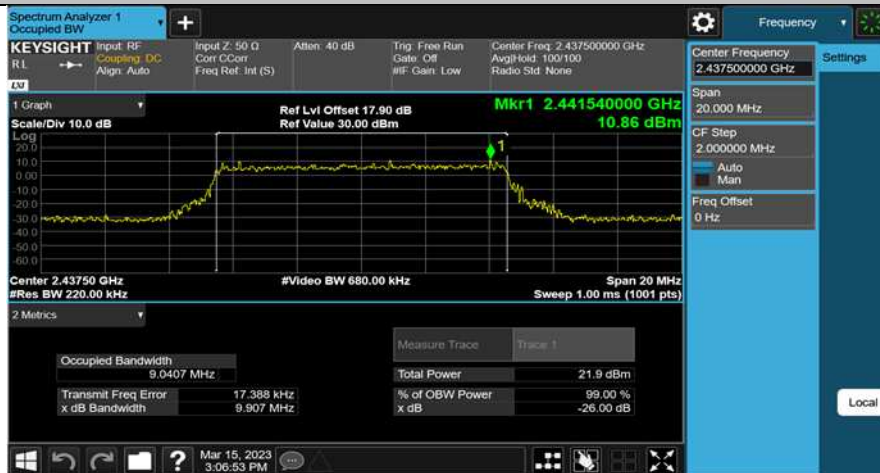 Spectrum Analyzer 1
Occupied BW
Frequency
KEYSIGHT
RL
LXI
Input: RF
Coupling: DC
Align: Auto
Input Z: 50 Ω
Corr CCorr
Freq Ref: Int (S)
Atten: 40 dB
Trig: Free Run
Gate: Off
#IF Gain: Low
Center Freq: 2.437500000 GHz
Avg|Hold: 100/100
Radio Std: None
Center Frequency
2.437500000 GHz
Settings
Span
20.000 MHz
CF Step
2.000000 MHz
Auto
Man
Freq Offset
0 Hz
1 Graph
Scale/Div 10.0 dB
Ref Lvl Offset 17.90 dB
Ref Value 30.00 dBm
Mkr1 2.441540000 GHz
10.86 dBm
Log
20.0
10.0
0.00
-10.0
-20.0
-30.0
-40.0
-50.0
-60.0
1
Center 2.43750 GHz
#Res BW 220.00 kHz
#Video BW 680.00 kHz
Span 20 MHz
Sweep 1.00 ms (1001 pts)
2 Metrics
Measure Trace Trace 1
Occupied Bandwidth
9.0407 MHz
Total Power 21.9 dBm
Transmit Freq Error 17.388 kHz
x dB Bandwidth 9.907 MHz
% of OBW Power 99.00 %
x dB -26.00 dB
Local
?
Mar 15, 2023
3:06:53 PM